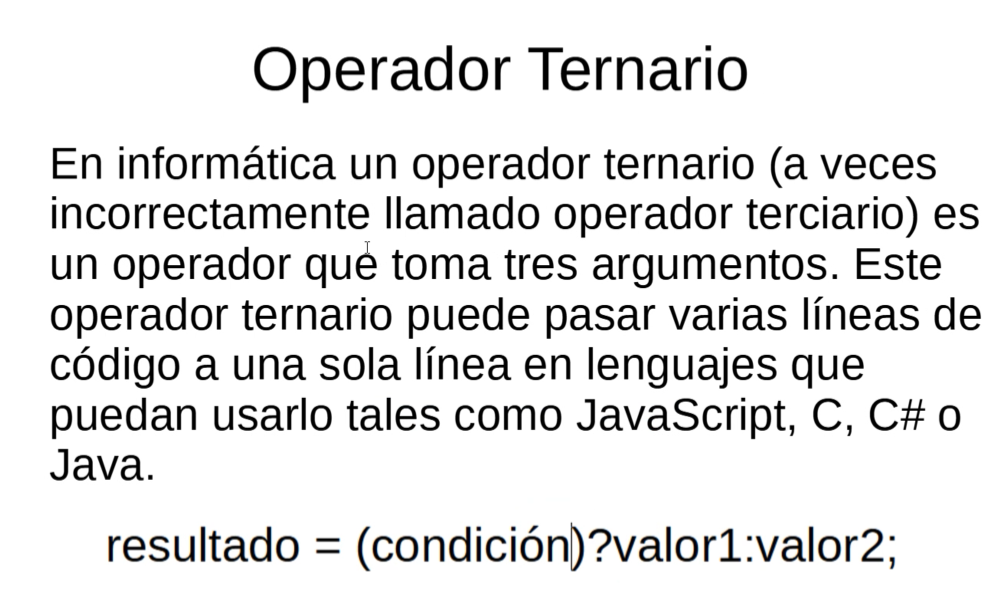 Operador Ternario
En informática un operador ternario (a veces
incorrectamente llamado operador terciario) es
un operador que toma tres argumentos. Este
operador ternario puede pasar varias líneas de
código a una sola línea en lenguajes que
puedan usarlo tales como JavaScript, C, C# o
Java.
resultado = (condición)?valor1:valor2;